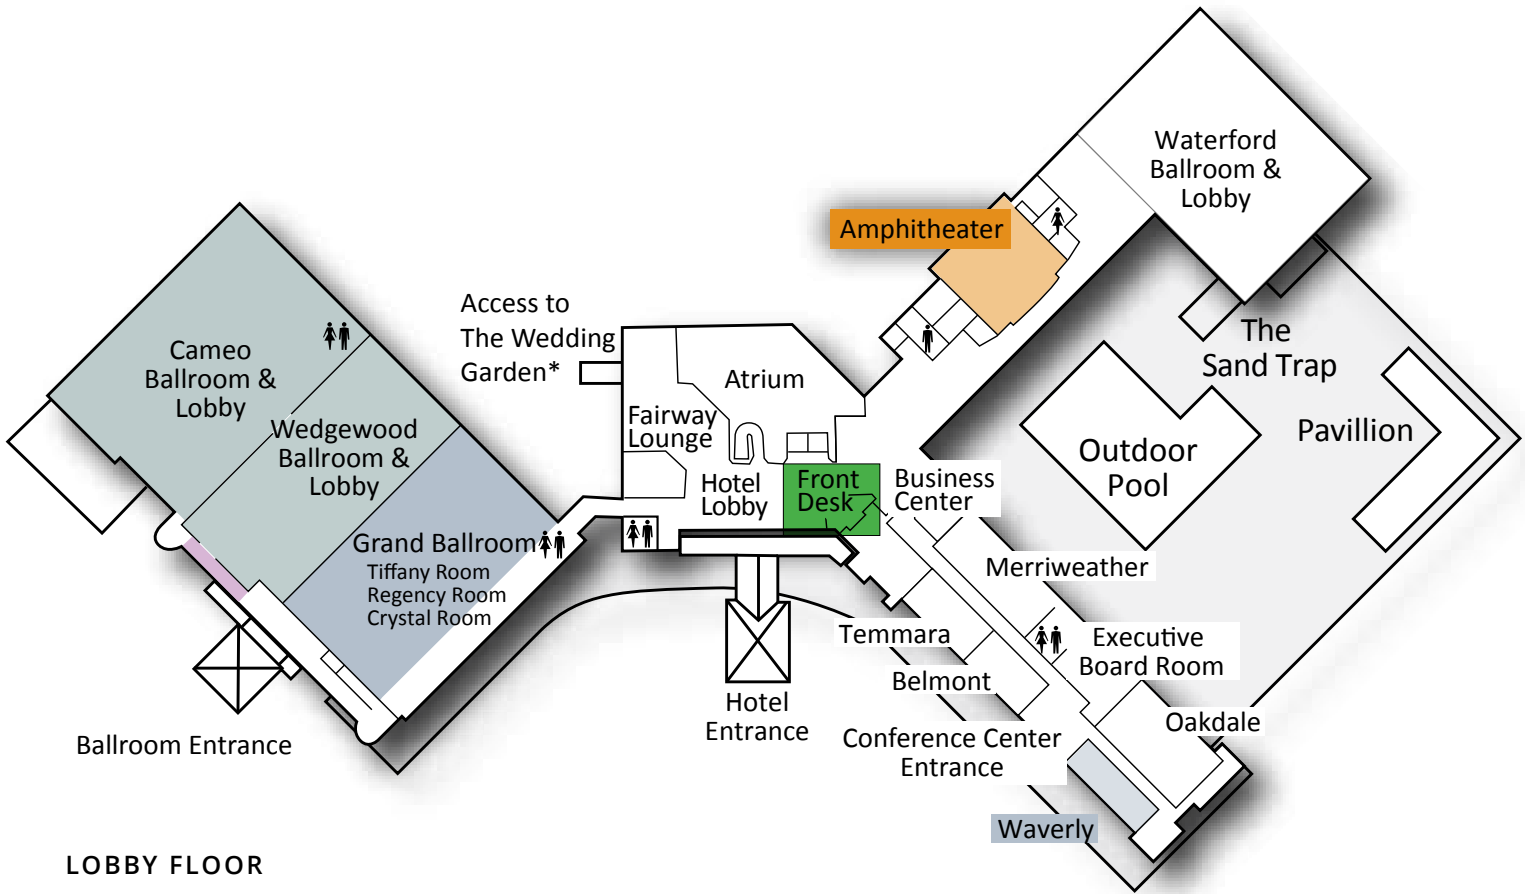 Waterford
Ballroom &
Lobby
Amphitheater
Access to
The Wedding
Garden*
The
Sand Trap
Cameo
Ballroom &
Lobby
Atrium
Fairway
Lounge
Wedgewood
Ballroom &
Lobby
Pavillion
Outdoor
Pool
Hotel
Lobby
Front
Desk
Business
Center
Grand Ballroom
Tiffany Room
Regency Room
Crystal Room
Merriweather
Temmara
Executive
Board Room
Belmont
Hotel
Entrance
Oakdale
Ballroom Entrance
Conference Center
Entrance
Waverly
LOBBY FLOOR